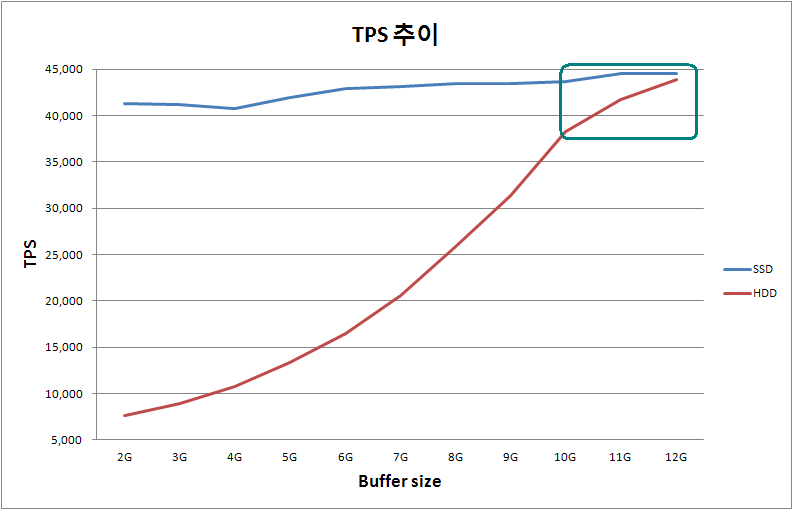 TPS 추이
45,000
40,000
35,000
30,000
25,000
20,000
15,000
10,000
5,000
TPS
2G 3G 4G 5G 6G 7G 8G 9G 10G 11G 12G
Buffer size
SSD
HDD